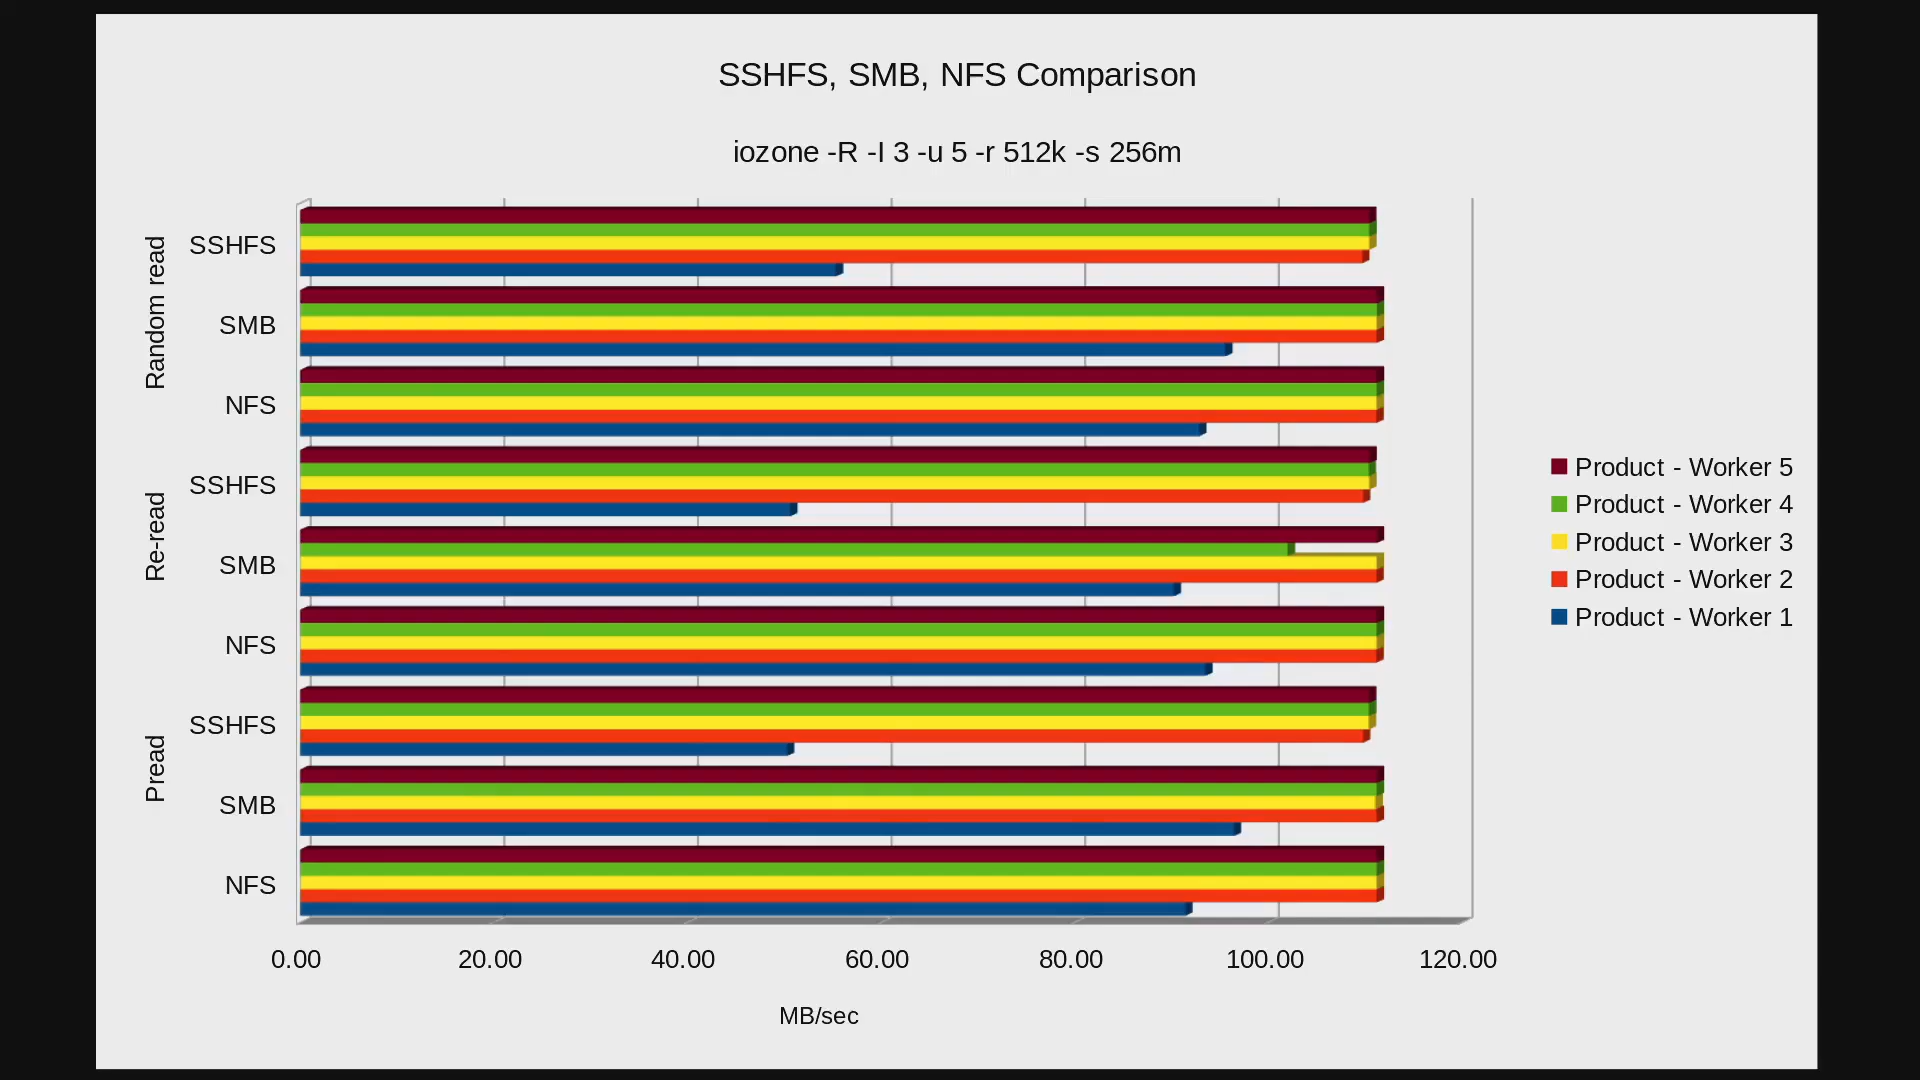 SSHFS, SMB, NFS Comparison
iozone -R -I 3 -u 5 -r 512k -s 256m
Random read
SSHFS
SMB
NFS
Re-read
SSHFS
SMB
NFS
Pread
SSHFS
SMB
NFS
0.00 20.00 40.00 60.00 80.00 100.00 120.00
MB/sec
Product - Worker 5
Product - Worker 4
Product - Worker 3
Product - Worker 2
Product - Worker 1